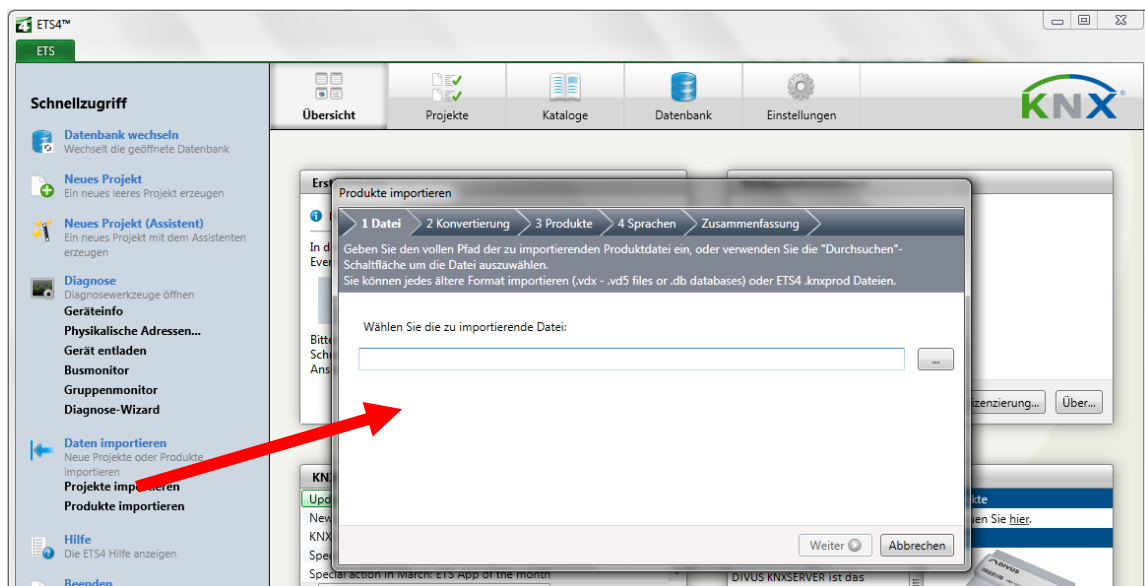 ETS4™
ETS
Schnellzugriff
Datenbank wechseln
Wechselt die geöffnete Datenbank
Neues Projekt
Ein neues leeres Projekt erzeugen
Neues Projekt (Assistent)
Ein neues Projekt mit dem Assistenten
erzeugen
Diagnose
Diagnosewerkzeuge öffnen
Geräteinfo
Physikalische Adressen...
Gerät entladen
Busmonitor
Gruppenmonitor
Diagnose-Wizard
Daten importieren
Neue Projekte oder Produkte
importieren
Projekte importieren
Produkte importieren
Hilfe
Die ETS4 Hilfe anzeigen
Beenden
Übersicht
Projekte
Kataloge
Datenbank
Einstellungen
KNX
Produkte importieren
1 Datei
2 Konvertierung
3 Produkte
4 Sprachen
Zusammenfassung
Geben Sie den vollen Pfad der zu importierenden Produktdatei ein, oder verwenden Sie die "Durchsuchen"-
Schaltfläche um die Datei auszuwählen.
Sie können jedes ältere Format importieren (.vdx - .vd5 files or .db databases) oder ETS4 .knxprod Dateien.
Wählen Sie die zu importierende Datei:
...
Weiter
Abbrechen
Über...
hier.
Special action in March: ETS App of the month
DIVUS KNXSERVER ist das